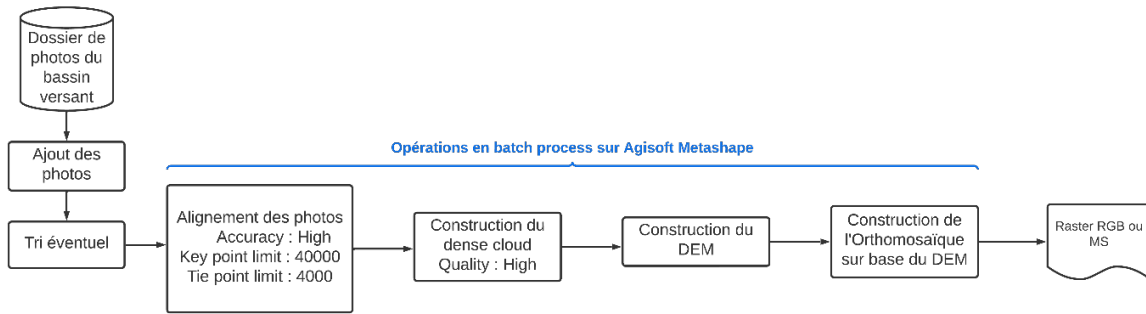 Dossier de
photos du
bassin
versant
Ajout des
photos
Tri éventuel
Opérations en batch process sur Agisoft Metashape
Alignement des photos
Accuracy : High
Key point limit : 40000
Tie point limit : 4000
Construction du
dense cloud
Quality : High
Construction du
DEM
Construction de
l'Orthomosaïque
sur base du DEM
Raster RGB ou
MS